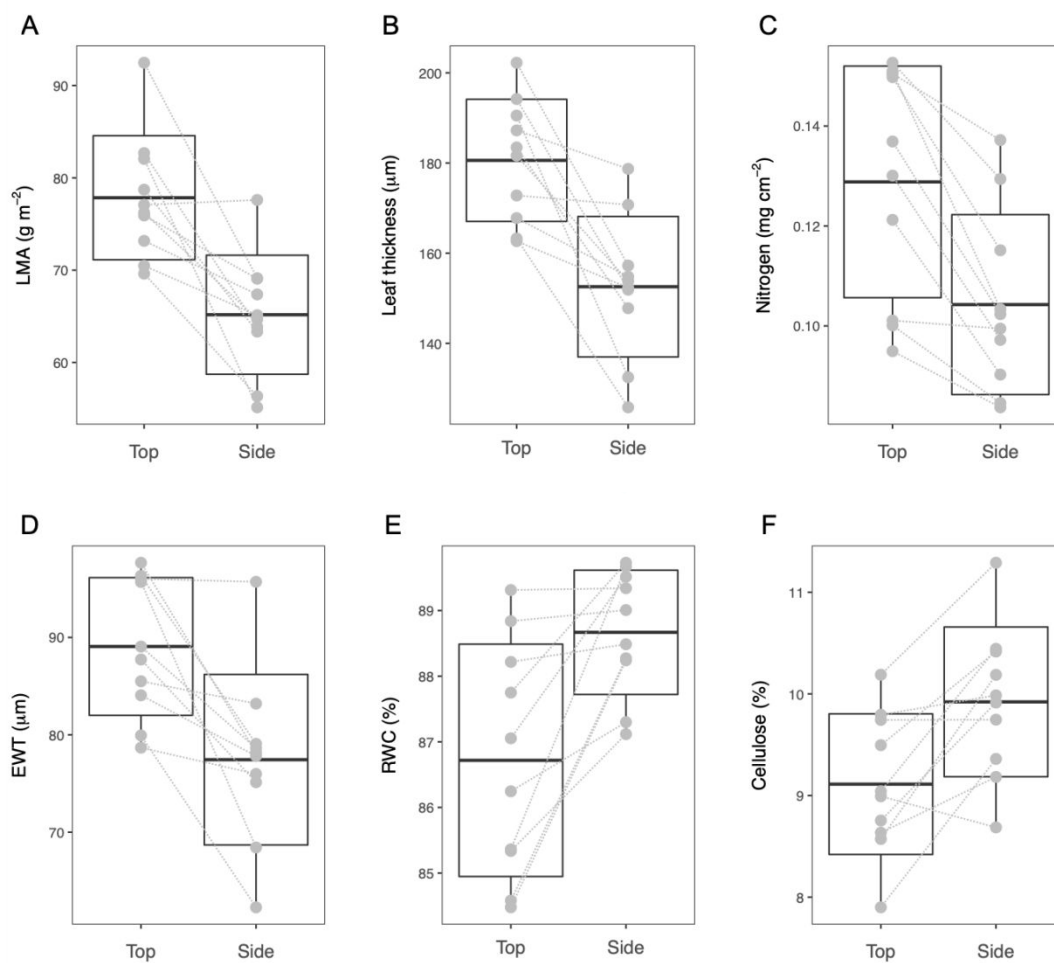 A
B
C
LMA (g m⁻²)
90
80
70
60
Top Side
Leaf thickness (μm)
200
180
160
140
Top Side
Nitrogen (mg cm⁻²)
0.14
0.12
0.10
Top Side
D
E
F
EWT (μm)
90
80
70
Top Side
RWC (%)
89
88
87
86
85
Top Side
Cellulose (%)
11
10
9
8
Top Side